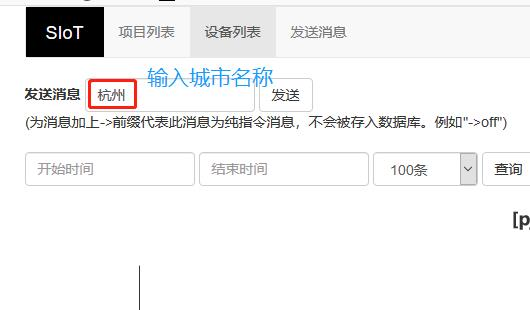 SIoT 项目列表 设备列表 发送消息
输入城市名称
发送消息 杭州 发送
(为消息加上->前缀代表此消息为纯指令消息，不会被存入数据库。例如"->off")
开始时间 结束时间 100条 查询
[p